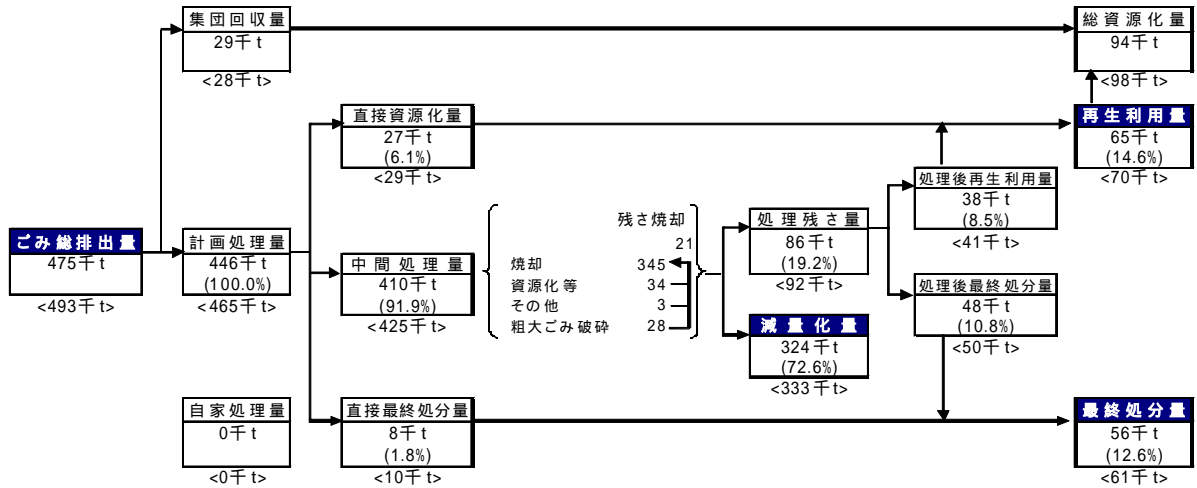 集団回収量
29千t
<28千t>
総資源化量
94千t
<98千t>
直接資源化量
27千t
(6.1%)
<29千t>
再生利用量
65千t
(14.6%)
<70千t>
処理後再生利用量
38千t
(8.5%)
<41千t>
ごみ総排出量
475千t
<493千t>
計画処理量
446千t
(100.0%)
<465千t>
中間処理量
410千t
(91.9%)
<425千t>
残さ焼却
21
焼却 345
資源化等 34
その他 3
粗大ごみ破砕 28
処理残さ量
86千t
(19.2%)
<92千t>
減量化量
324千t
(72.6%)
<333千t>
処理後最終処分量
48千t
(10.8%)
<50千t>
自家処理量
0千t
<0千t>
直接最終処分量
8千t
(1.8%)
<10千t>
最終処分量
56千t
(12.6%)
<61千t>